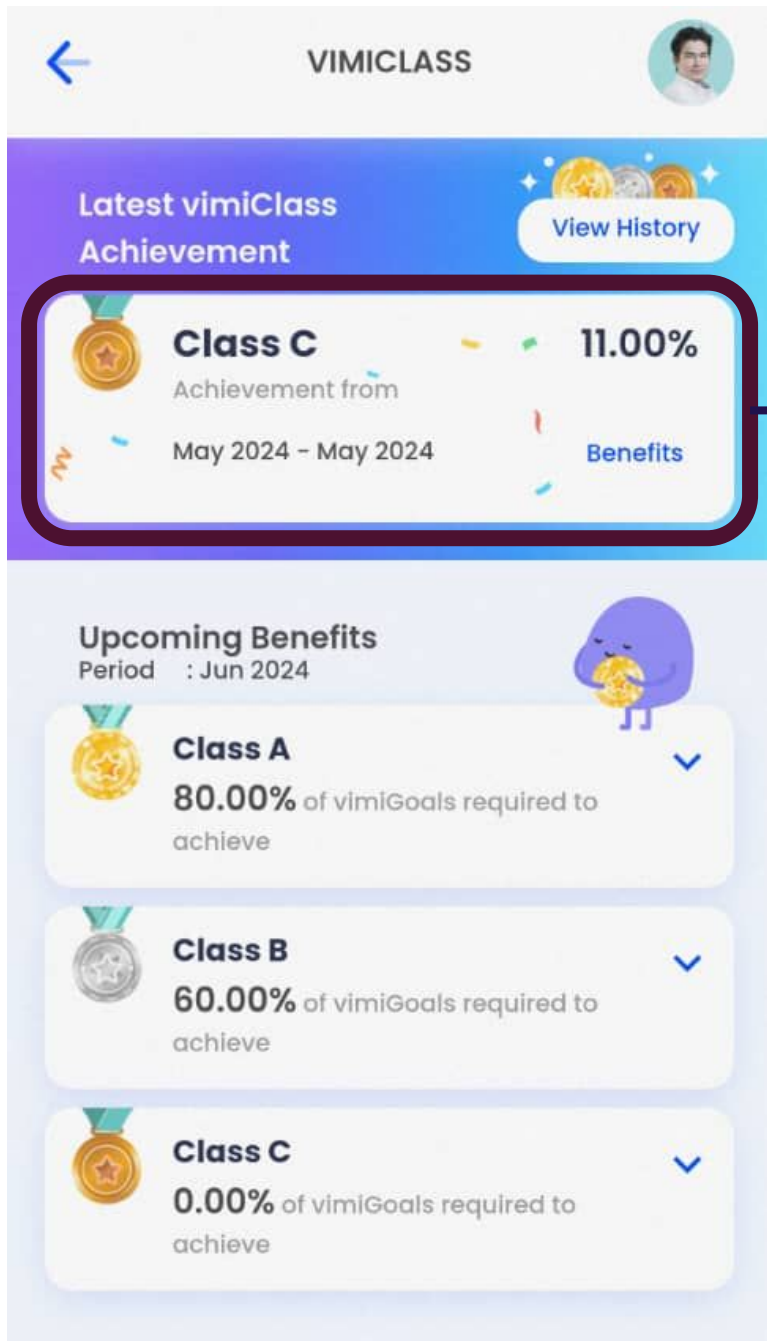 VIMICLASS
Latest vimiClass
Achievement
View History
Class C
11.00%
Achievement from
May 2024 - May 2024
Benefits
Upcoming Benefits
Period : Jun 2024
Class A
80.00% of vimiGoals required to
achieve
Class B
60.00% of vimiGoals required to
achieve
Class C
0.00% of vimiGoals required to
achieve